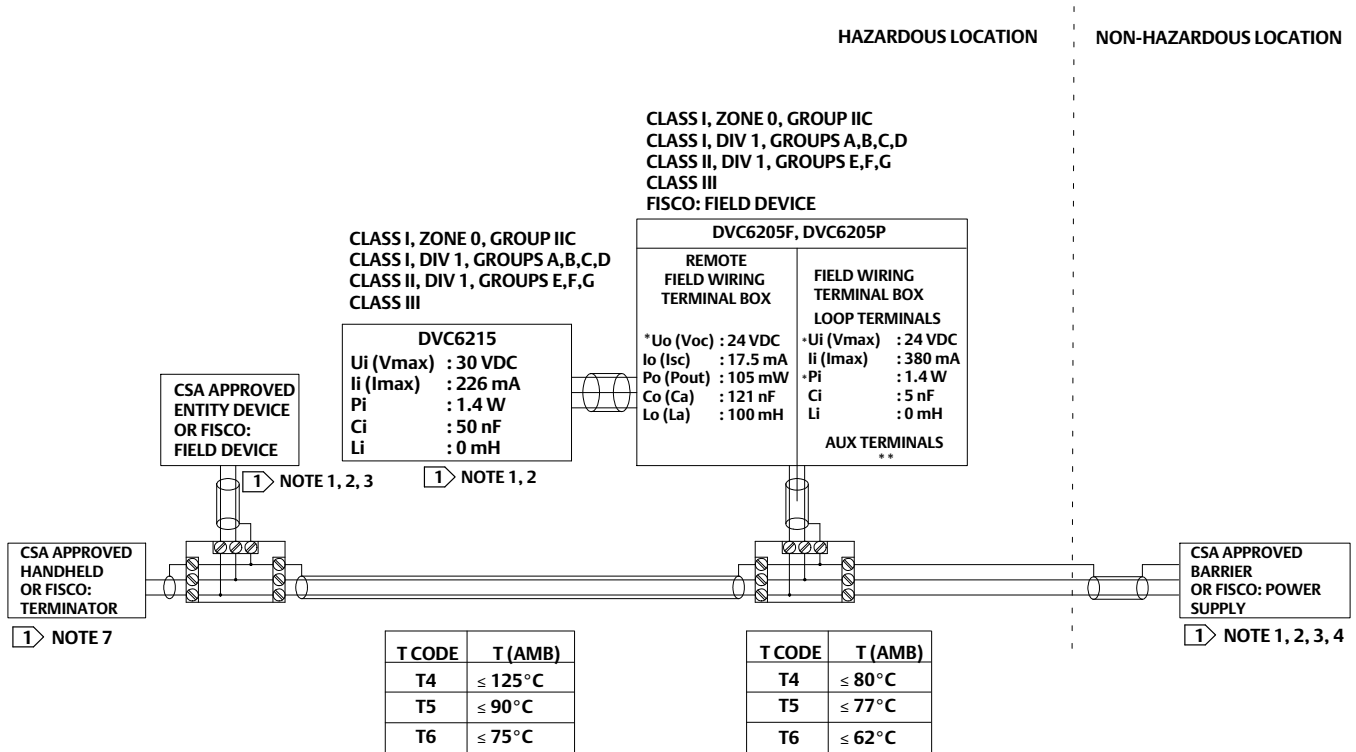 HAZARDOUS LOCATION
NON-HAZARDOUS LOCATION
CLASS I, ZONE 0, GROUP IIC
CLASS I, DIV 1, GROUPS A,B,C,D
CLASS II, DIV 1, GROUPS E,F,G
CLASS III
FISCO: FIELD DEVICE
CLASS I, ZONE 0, GROUP IIC
CLASS I, DIV 1, GROUPS A,B,C,D
CLASS II, DIV 1, GROUPS E,F,G
CLASS III
DVC6205F, DVC6205P
REMOTE
FIELD WIRING
TERMINAL BOX
*Uo (Voc) : 24 VDC
Io (Isc) : 17.5 mA
Po (Pout) : 105 mW
Co (Ca) : 121 nF
Lo (La) : 100 mH
FIELD WIRING
TERMINAL BOX
LOOP TERMINALS
*Ui (Vmax) : 24 VDC
Ii (Imax) : 380 mA
*Pi : 1.4 W
Ci : 5 nF
Li : 0 mH
AUX TERMINALS
* *
DVC6215
Ui (Vmax) : 30 VDC
Ii (Imax) : 226 mA
Pi : 1.4 W
Ci : 50 nF
Li : 0 mH
1 NOTE 1, 2
CSA APPROVED
ENTITY DEVICE
OR FISCO:
FIELD DEVICE
1 NOTE 1, 2, 3
CSA APPROVED
HANDHELD
OR FISCO:
TERMINATOR
1 NOTE 7
CSA APPROVED
BARRIER
OR FISCO: POWER
SUPPLY
1 NOTE 1, 2, 3, 4
T CODE T (AMB)
T4 ≤ 125°C
T5 ≤ 90°C
T6 ≤ 75°C
T CODE T (AMB)
T4 ≤ 80°C
T5 ≤ 77°C
T6 ≤ 62°C